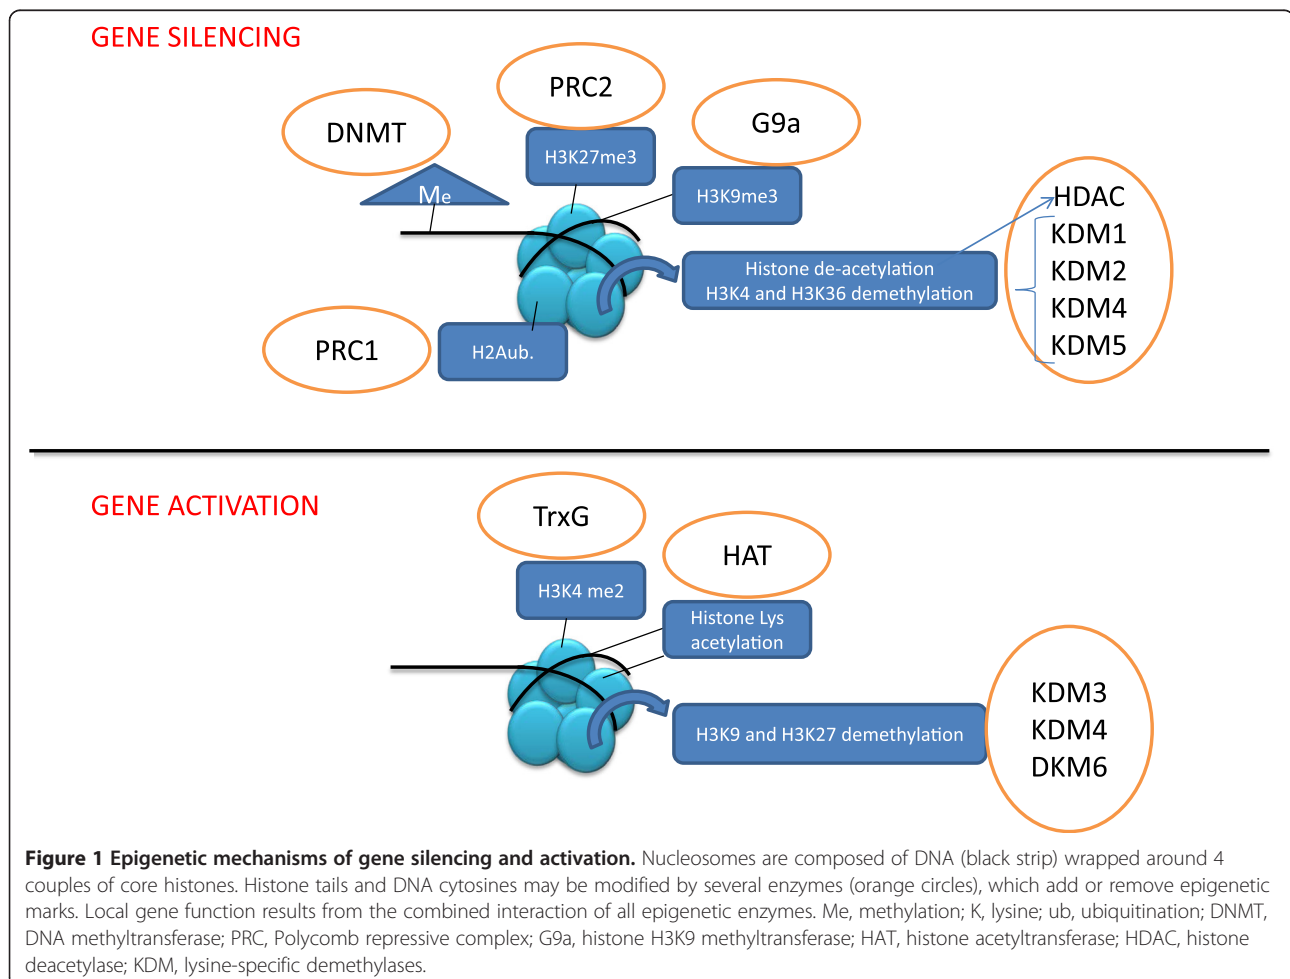 GENE SILENCING
PRC2
G9a
DNMT
H3K27me3
Me
H3K9me3
HDAC
KDM1
KDM2
KDM4
KDM5
Histone de-acetylation
H3K4 and H3K36 demethylation
PRC1
H2Aub.
GENE ACTIVATION
TrxG
HAT
H3K4 me2
Histone Lys
acetylation
KDM3
KDM4
DKM6
H3K9 and H3K27 demethylation
Figure 1 Epigenetic mechanisms of gene silencing and activation. Nucleosomes are composed of DNA (black strip) wrapped around 4
couples of core histones. Histone tails and DNA cytosines may be modified by several enzymes (orange circles), which add or remove epigenetic
marks. Local gene function results from the combined interaction of all epigenetic enzymes. Me, methylation; K, lysine; ub, ubiquitination; DNMT,
DNA methyltransferase; PRC, Polycomb repressive complex; G9a, histone H3K9 methyltransferase; HAT, histone acetyltransferase; HDAC, histone
deacetylase; KDM, lysine-specific demethylases.